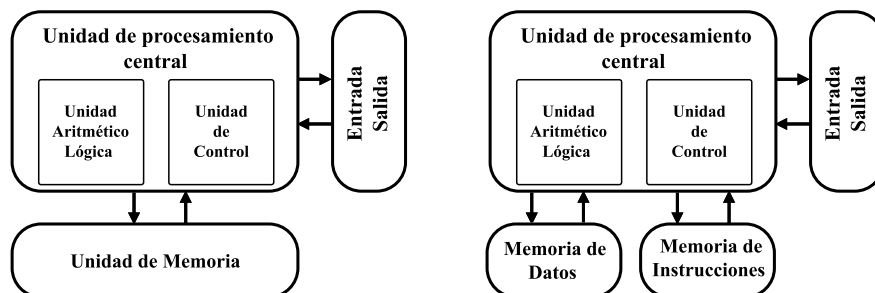 Unidad de procesamiento
central
Unidad
Aritmético
Lógica
Unidad
de
Control
Entrada
Salida
Unidad de Memoria
Unidad de procesamiento
central
Unidad
Aritmético
Lógica
Unidad
de
Control
Entrada
Salida
Memoria de
Datos
Memoria de
Instrucciones